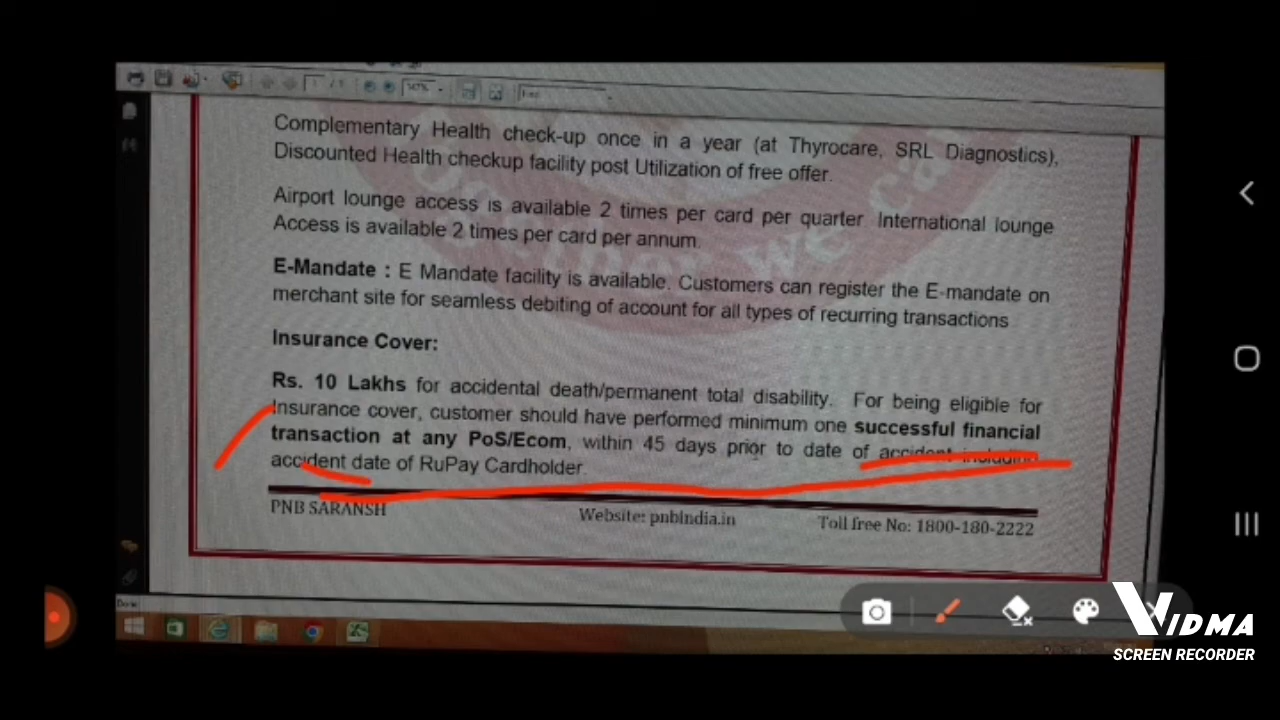 Complementary Health check-up once in a year (at Thyrocare, SRL Diagnostics),
Discounted Health checkup facility post Utilization of free offer.
Airport lounge access is available 2 times per card per quarter International lounge
Access is available 2 times per card per annum.
E-Mandate : E Mandate facility is available. Customers can register the E-mandate on
merchant site for seamless debiting of account for all types of recurring transactions
Insurance Cover:
Rs. 10 Lakhs for accidental death/permanent total disability. For being eligible for
Insurance cover, customer should have performed minimum one successful financial
transaction at any PoS/Ecom, within 45 days prior to date of accident including
accident date of RuPay Cardholder.
PNB SARANSH Website: pnbindia.in Toll free No: 1800-180-2222
VIDMA
SCREEN RECORDER